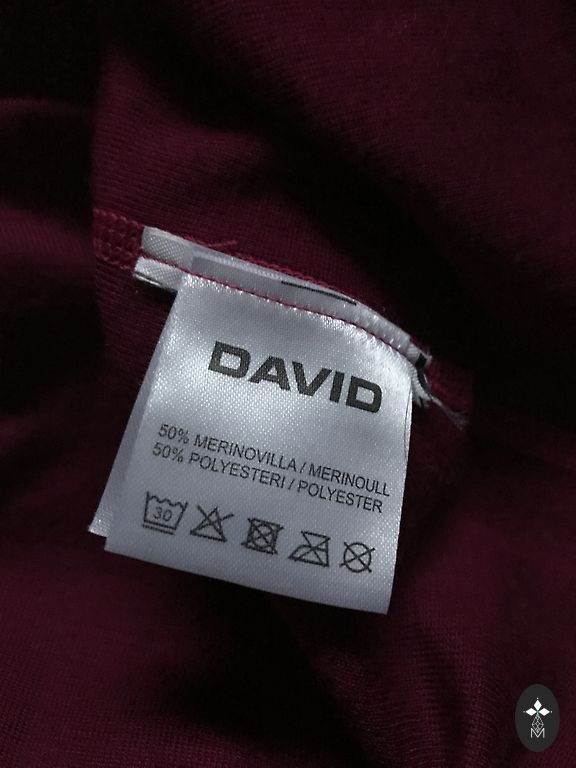 DAVID
50% MERINOVILLA / MERINOULL
50% POLYESTERI / POLYESTER
30
M